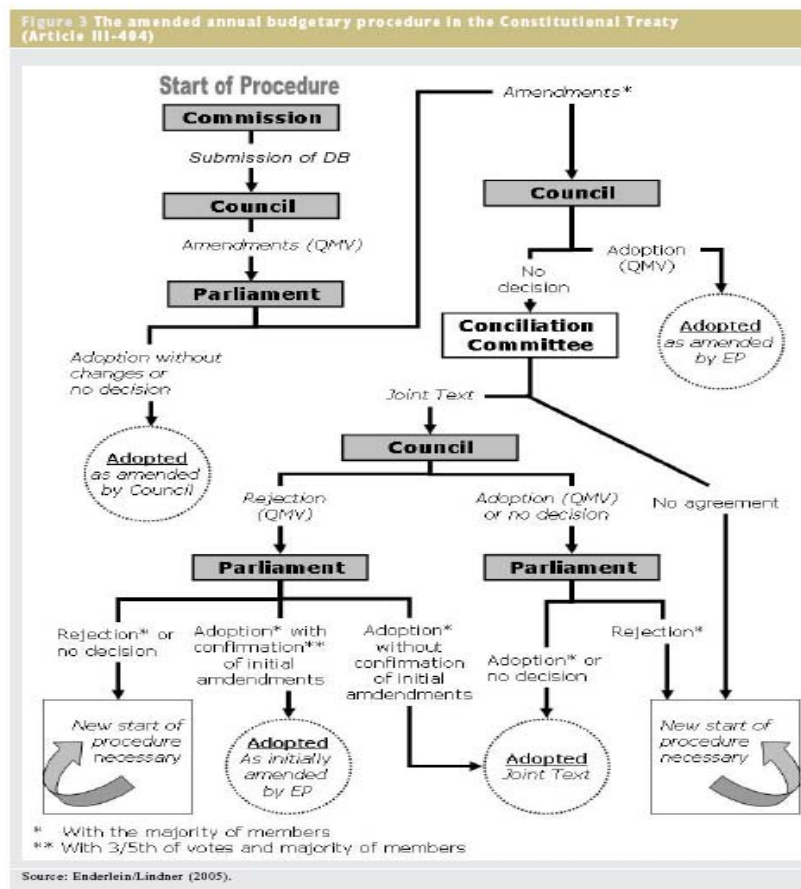 Figure 3 The amended annual budgetary procedure in the Constitutional Treaty
(Article III-404)
Start of Procedure
Commission
Submission of DB
Council
Amendments (QMV)
Parliament
Adoption without
changes or
no decision
Adopted
as amended
by Council
Amendments*
Council
No
decision
Adoption
(QMV)
Adopted
as amended
by EP
Conciliation
Committee
Joint Text
No agreement
Council
Rejection
(QMV)
Adoption (QMV)
or no decision
Parliament
Parliament
Rejection* or
no decision
Adoption* with
confirmation**
of initial
amdendments
Adoption*
without
confirmation
of initial
amdendments
Adoption* or
no decision
Rejection*
New start of
procedure
necessary
Adopted
As initially
amended
by EP
Adopted
Joint Text
New start of
procedure
necessary
* With the majority of members
** With 3/5th of votes and majority of members
Source: Enderlein/Lindner (2005).